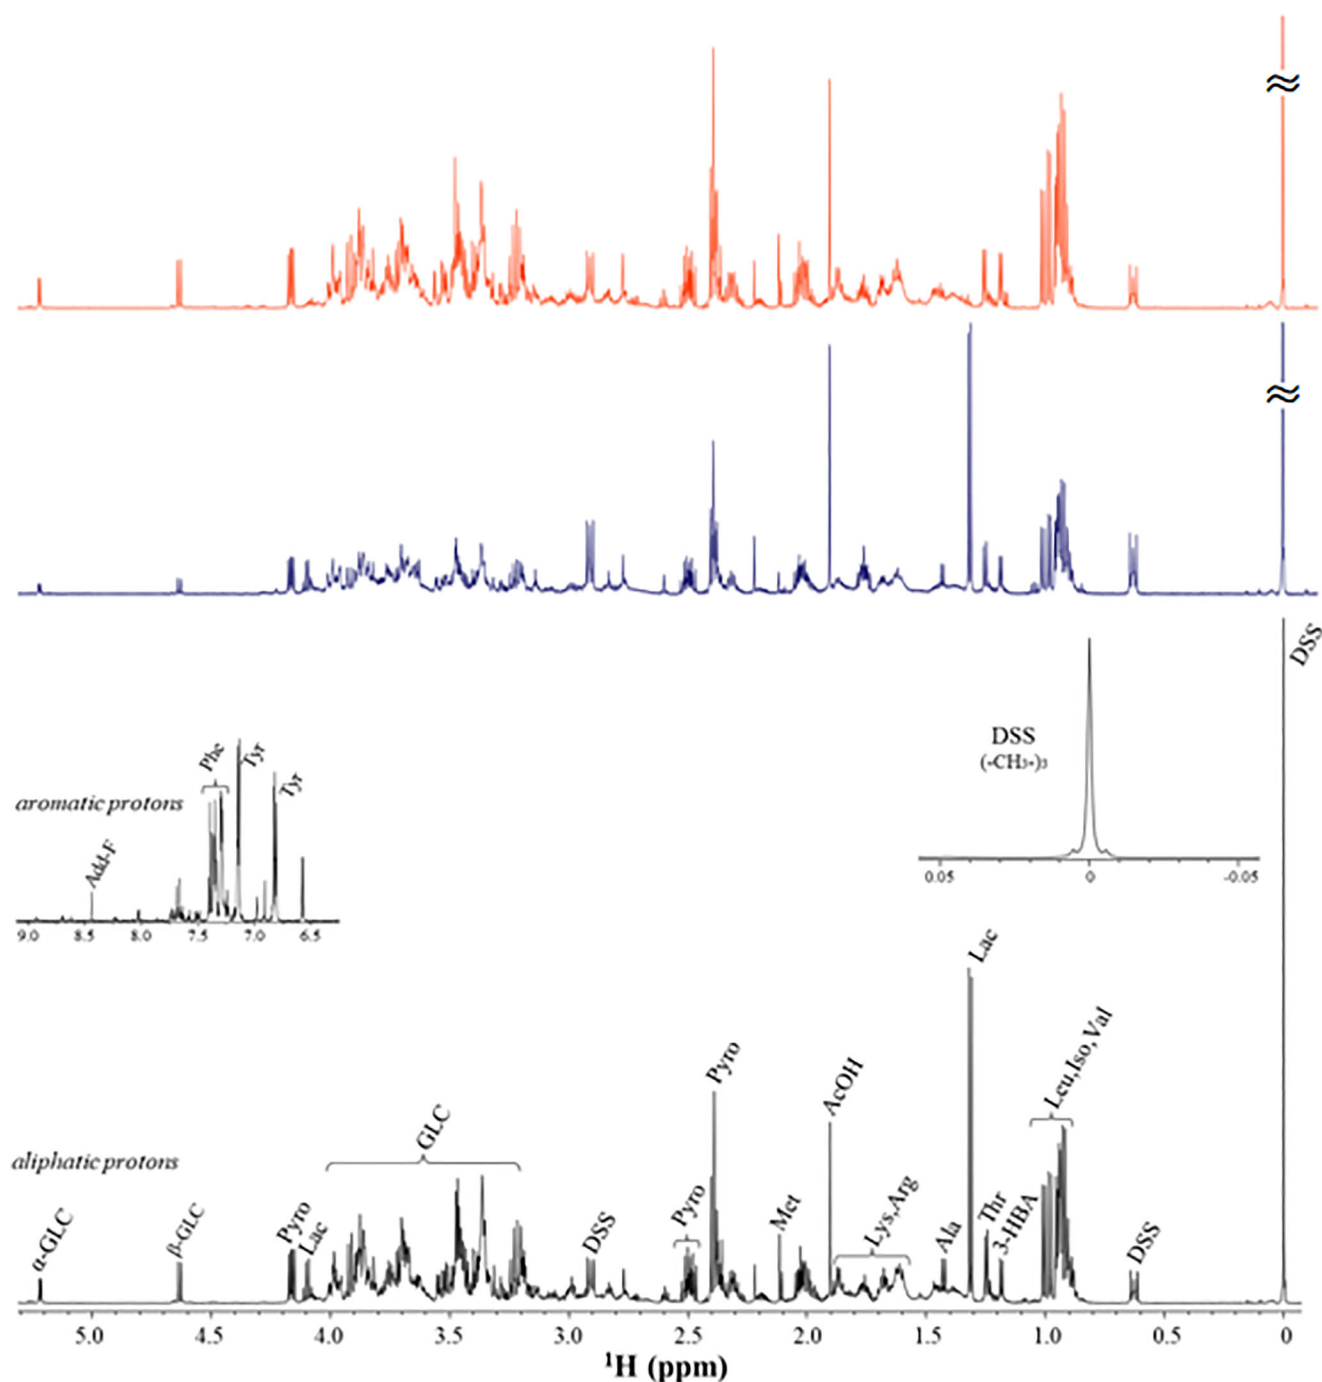 ≈
≈
DSS
DSS
(-CH₃-)₃
0.05 0 -0.05
aromatic protons
Add-F
Phe
Tyr
Tyr
9.0 8.5 8.0 7.5 7.0 6.5
aliphatic protons
α-GLC
β-GLC
Pyro
Lac
GLC
DSS
Pyro
Pyro
Met
AcOH
Lys,Arg
Ala
Lac
Thr
3-HBA
Leu,Iso,Val
DSS
5.0 4.5 4.0 3.5 3.0 2.5 2.0 1.5 1.0 0.5 0
¹H (ppm)